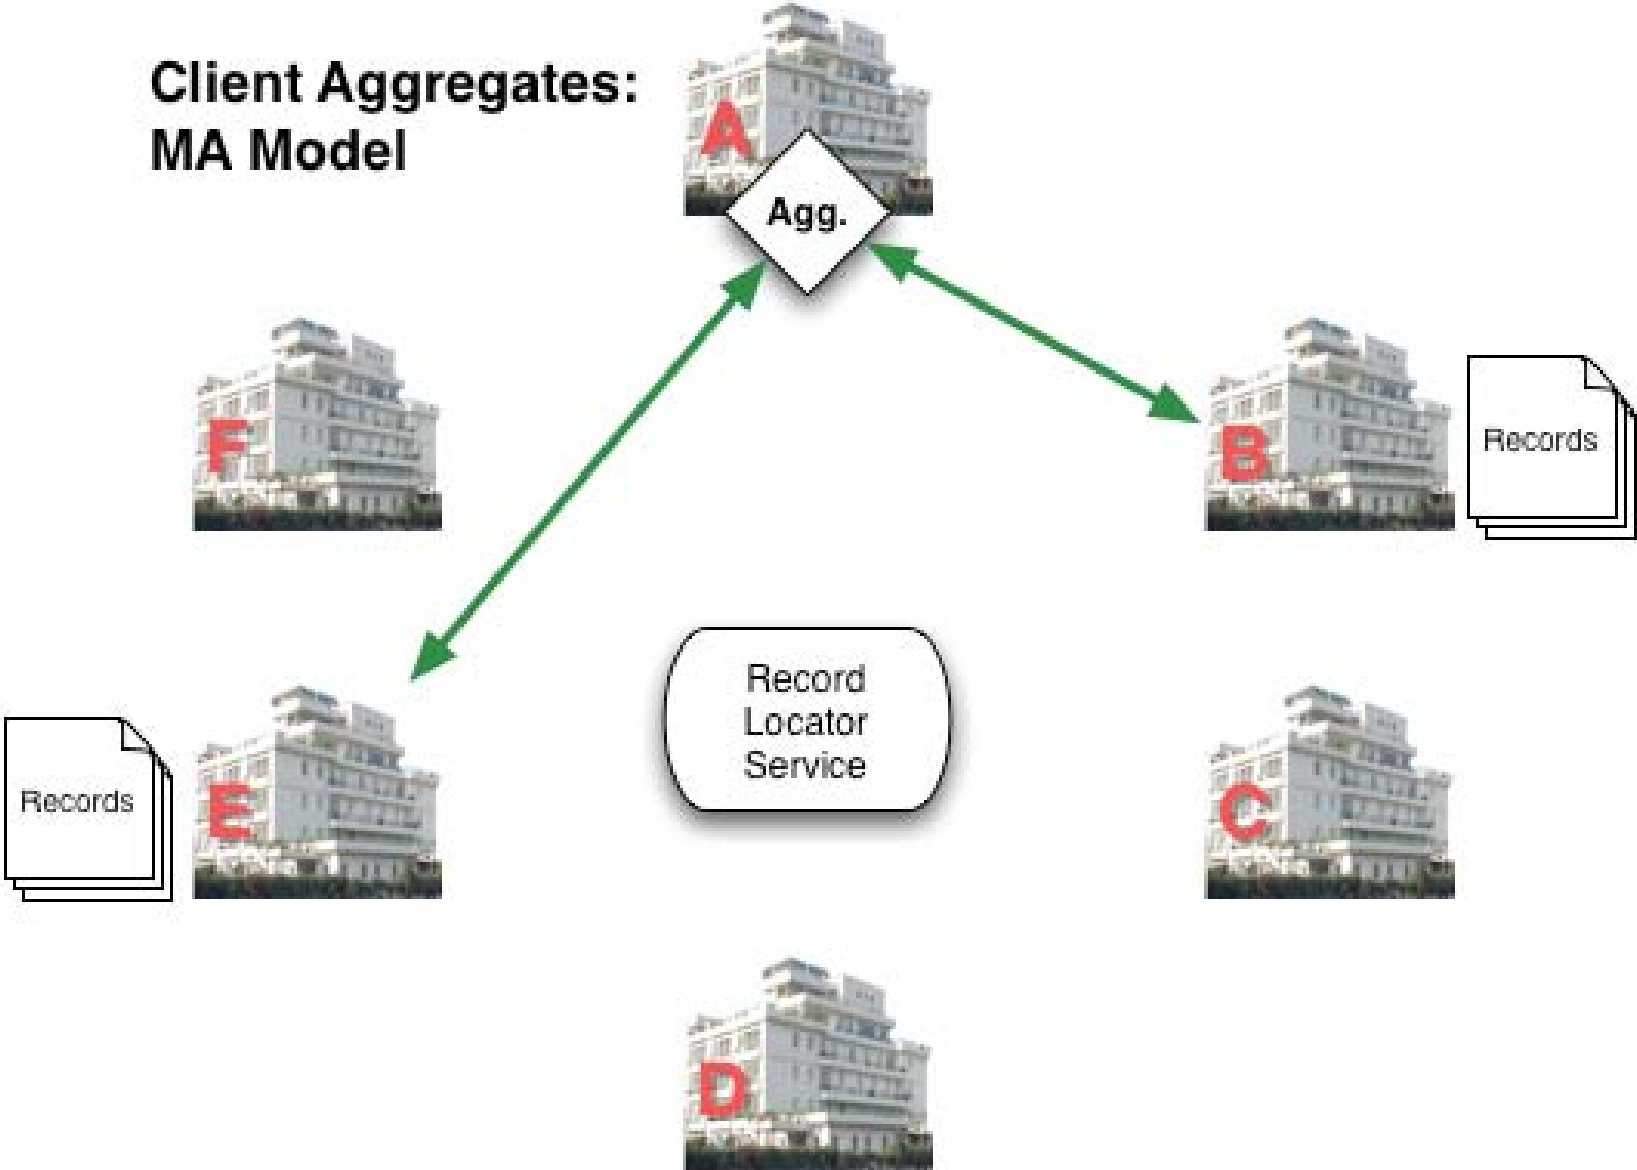 Client Aggregates:
MA Model
A
Agg.
F
B
Records
Record
Locator
Service
Records
E
C
D